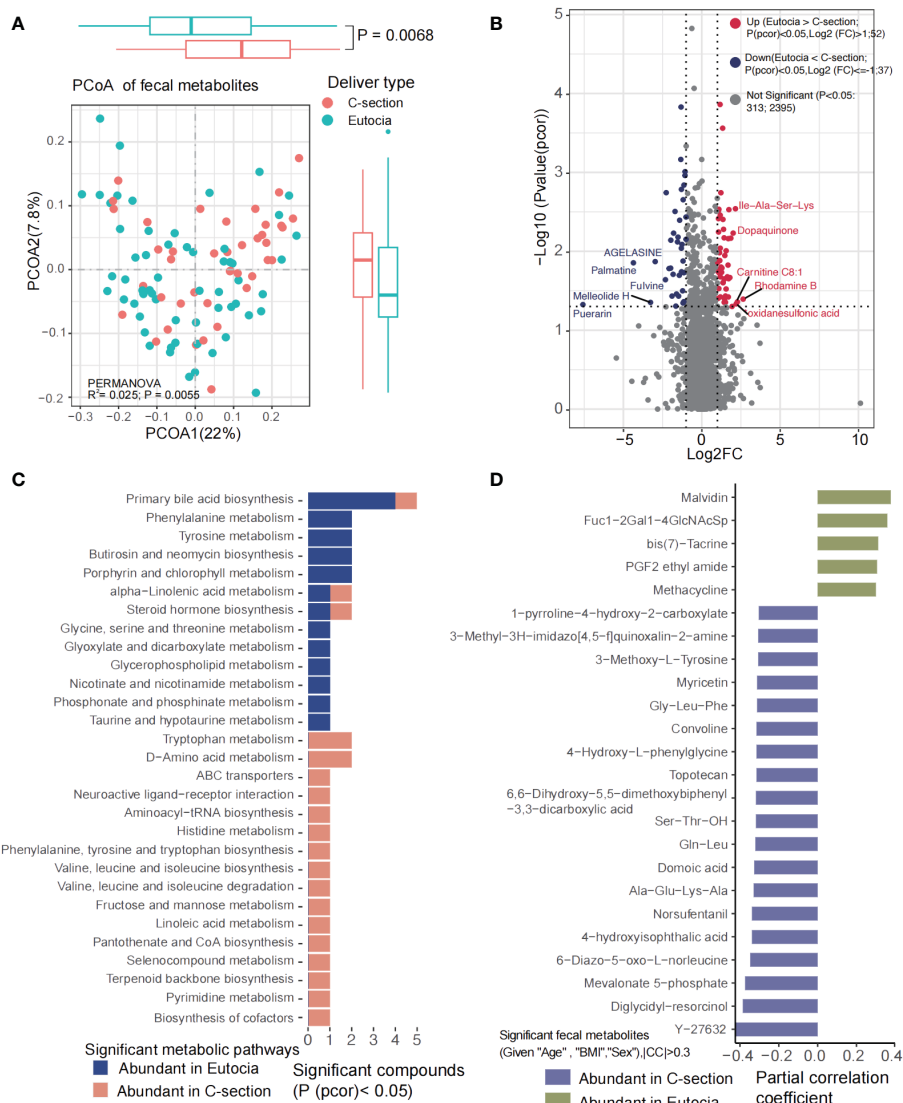 A
P = 0.0068
PCoA of fecal metabolites
Deliver type
C-section
Eutocia
PCOA2(7.8%)
0.2
0.1
0.0
−0.1
−0.2
PERMANOVA
R²= 0.025; P = 0.0055
−0.3 −0.2 −0.1 0.0 0.1 0.2
PCOA1(22%)
B
−Log10 (Pvalue(pcor))
5
4
3
2
1
0
Up (Eutocia > C-section;
P(pcor)<0.05,Log2 (FC)>1;52)
Down(Eutocia < C-section;
P(pcor)<0.05,Log2 (FC)<=-1;37)
Not Significant (P<0.05:
313; 2395)
Ile−Ala−Ser−Lys
Dopaquinone
AGELASINE
Palmatine
Fulvine
Carnitine C8:1
Rhodamine B
Melleolide H
Puerarin
oxidanesulfonic acid
−5 0 5 10
Log2FC
C
Primary bile acid biosynthesis
Phenylalanine metabolism
Tyrosine metabolism
Butirosin and neomycin biosynthesis
Porphyrin and chlorophyll metabolism
alpha−Linolenic acid metabolism
Steroid hormone biosynthesis
Glycine, serine and threonine metabolism
Glyoxylate and dicarboxylate metabolism
Glycerophospholipid metabolism
Nicotinate and nicotinamide metabolism
Phosphonate and phosphinate metabolism
Taurine and hypotaurine metabolism
Tryptophan metabolism
D−Amino acid metabolism
ABC transporters
Neuroactive ligand−receptor interaction
Aminoacyl−tRNA biosynthesis
Histidine metabolism
Phenylalanine, tyrosine and tryptophan biosynthesis
Valine, leucine and isoleucine biosynthesis
Valine, leucine and isoleucine degradation
Fructose and mannose metabolism
Linoleic acid metabolism
Pantothenate and CoA biosynthesis
Selenocompound metabolism
Terpenoid backbone biosynthesis
Pyrimidine metabolism
Biosynthesis of cofactors
0 1 2 3 4 5
Significant metabolic pathways
Abundant in Eutocia
Abundant in C-section
Significant compounds
(P (pcor)< 0.05)
D
Malvidin
Fuc1−2Gal1−4GlcNAcSp
bis(7)−Tacrine
PGF2 ethyl amide
Methacycline
1−pyrroline−4−hydroxy−2−carboxylate
3−Methyl−3H−imidazo[4,5−f]quinoxalin−2−amine
3−Methoxy−L−Tyrosine
Myricetin
Gly−Leu−Phe
Convoline
4−Hydroxy−L−phenylglycine
Topotecan
6,6−Dihydroxy−5,5−dimethoxybiphenyl
−3,3−dicarboxylic acid
Ser−Thr−OH
Gln−Leu
Domoic acid
Ala−Glu−Lys−Ala
Norsufentanil
4−hydroxyisophthalic acid
6−Diazo−5−oxo−L−norleucine
Mevalonate 5−phosphate
Diglycidyl−resorcinol
Y−27632
−0.4 −0.2 0.0 0.2 0.4
Significant fecal metabolites
(Given "Age" , "BMI","Sex"),|CC|>0.3
Abundant in C-section
Abundant in Eutocia
Partial correlation
coefficient